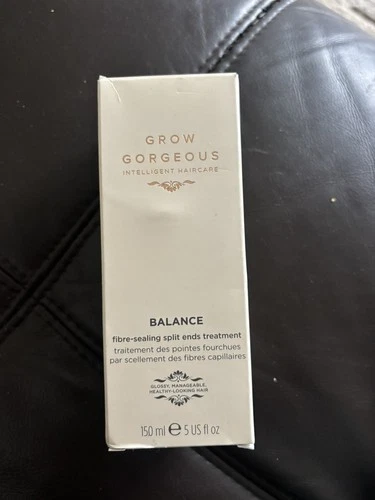 GROW
GORGEOUS
INTELLIGENT HAIRCARE
BALANCE
fibre-sealing split ends treatment
traitement des pointes fourchues
par scellement des fibres capillaires
GLOSSY, MANAGEABLE,
HEALTHY-LOOKING HAIR
150 ml ℮ 5 US fl oz